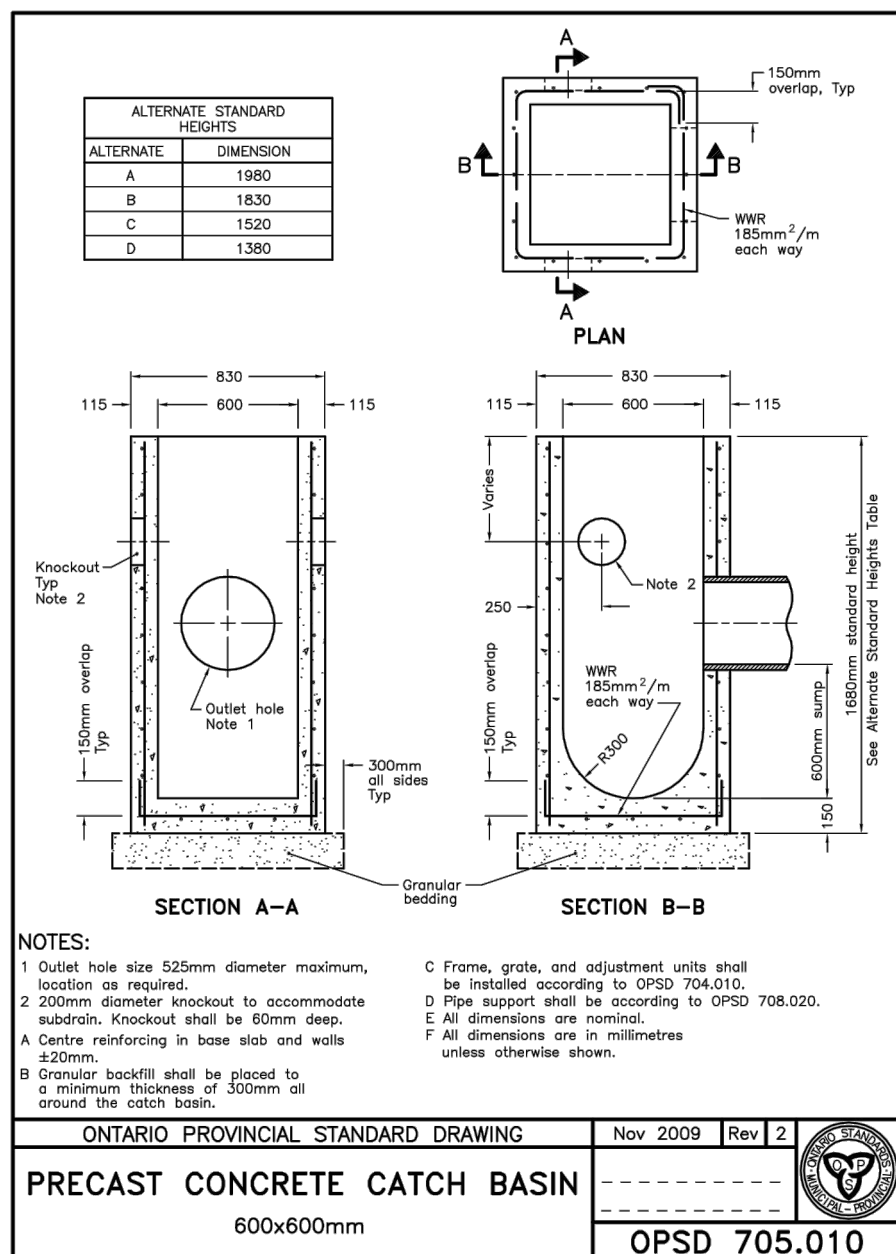 ALTERNATE STANDARD
HEIGHTS
ALTERNATE DIMENSION
A 1980
B 1830
C 1520
D 1380
A
150mm
overlap, Typ
B
B
WWR
185mm²/m
each way
A
PLAN
830
115 600 115
Knockout
Typ
Note 2
Outlet hole
Note 1
150mm overlap
Typ
300mm
all sides
Typ
SECTION A-A
830
115 600 115
Varies
Note 2
250
WWR
185mm²/m
each way
150mm overlap
Typ
R300
600mm sump
150
1680mm standard height
See Alternate Standard Heights Table
Granular
bedding
SECTION B-B
NOTES:
1 Outlet hole size 525mm diameter maximum,
location as required.
2 200mm diameter knockout to accommodate
subdrain. Knockout shall be 60mm deep.
A Centre reinforcing in base slab and walls
±20mm.
B Granular backfill shall be placed to
a minimum thickness of 300mm all
around the catch basin.
C Frame, grate, and adjustment units shall
be installed according to OPSD 704.010.
D Pipe support shall be according to OPSD 708.020.
E All dimensions are nominal.
F All dimensions are in millimetres
unless otherwise shown.
ONTARIO PROVINCIAL STANDARD DRAWING
Nov 2009 Rev 2
PRECAST CONCRETE CATCH BASIN
600x600mm
ONTARIO STANDARDS
MUNICIPAL - PROVINCIAL
O P
S
OPSD 705.010